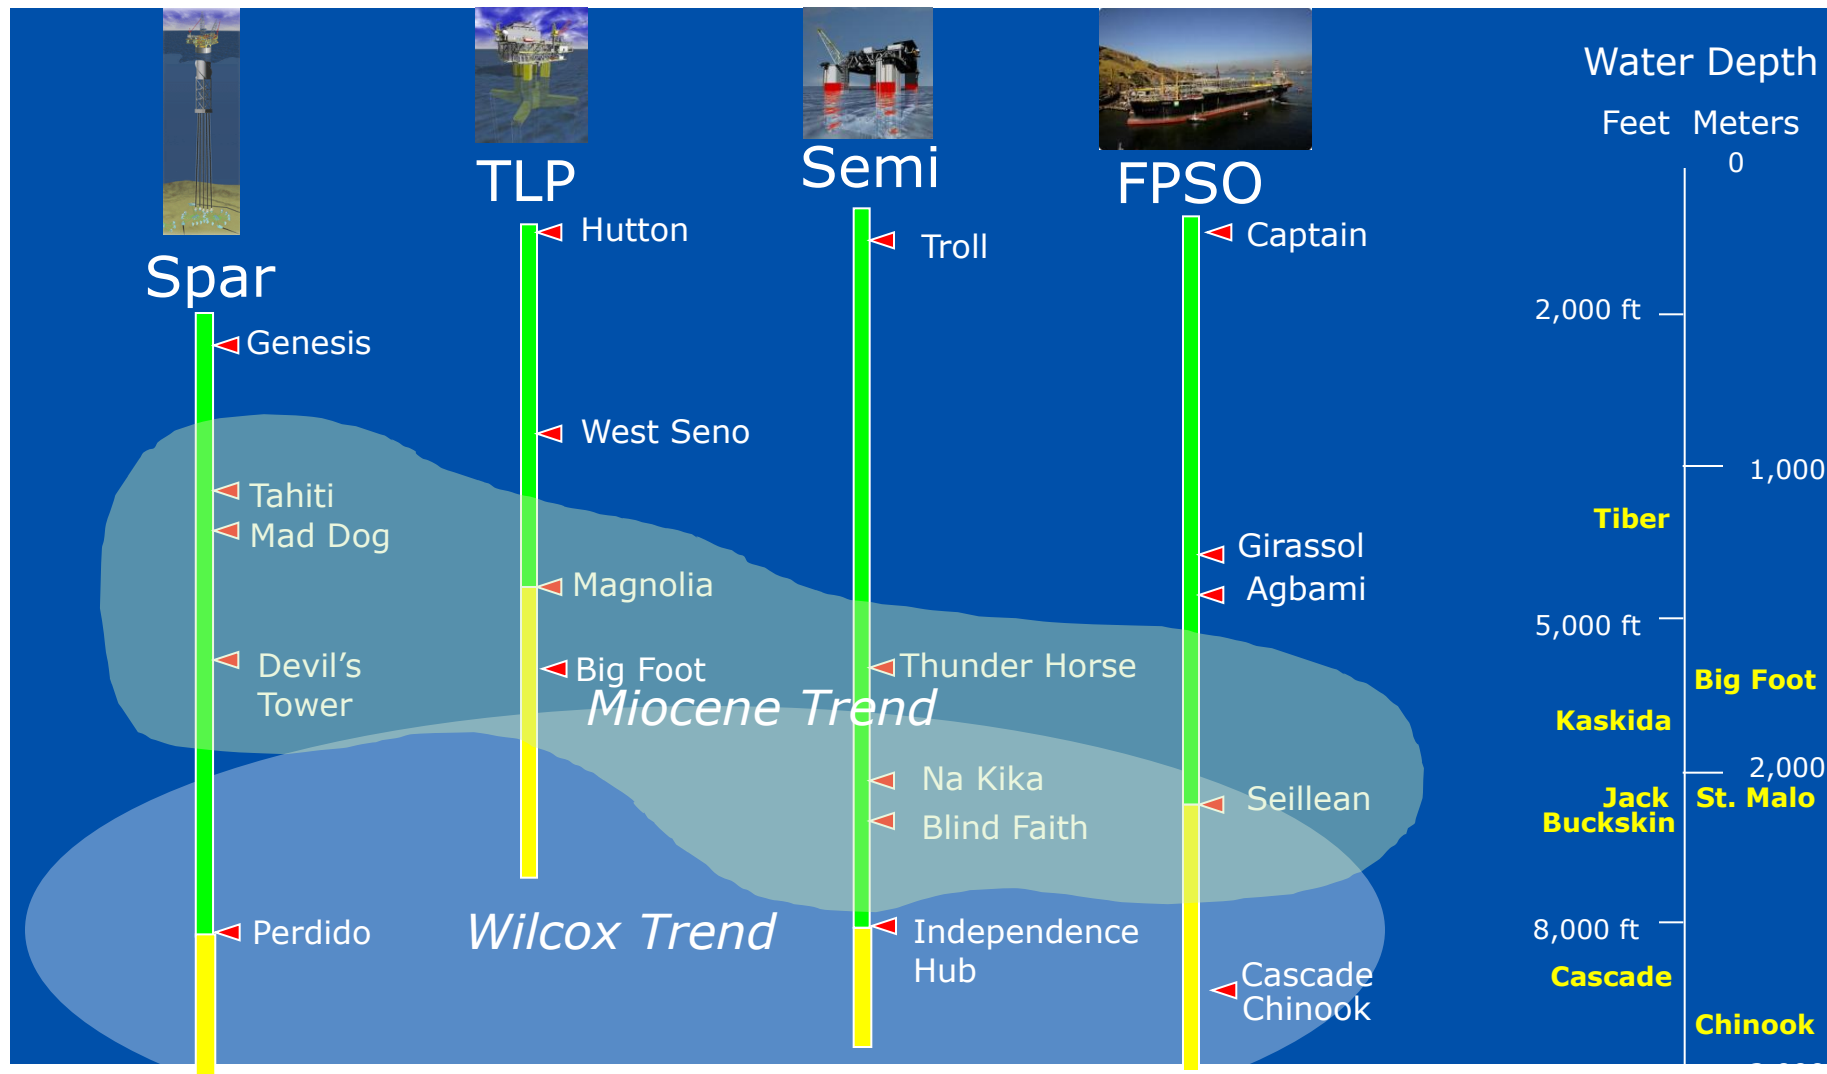 Water Depth
Feet Meters
0
2,000 ft
1,000
Tiber
5,000 ft
Big Foot
Kaskida
2,000
Jack
St. Malo
Buckskin
8,000 ft
Cascade
Chinook
Spar
Genesis
Tahiti
Mad Dog
Devil’s
Tower
Perdido
TLP
Hutton
West Seno
Magnolia
Big Foot
Miocene Trend
Wilcox Trend
Semi
Troll
Thunder Horse
Na Kika
Blind Faith
Independence
Hub
FPSO
Captain
Girassol
Agbami
Seillean
Cascade
Chinook